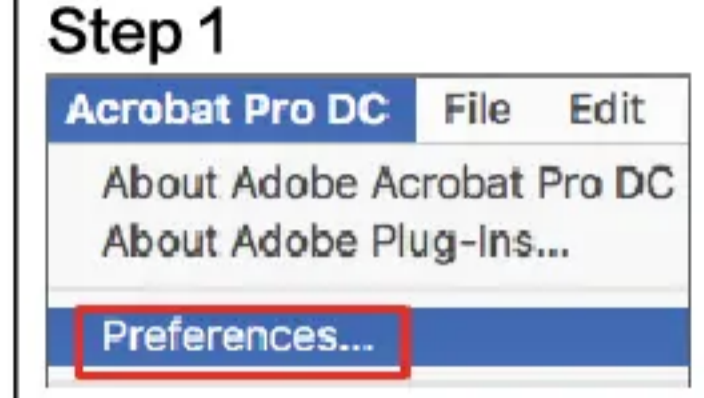 Step 1
Acrobat Pro DC File Edit
About Adobe Acrobat Pro DC
About Adobe Plug-Ins...
Preferences...